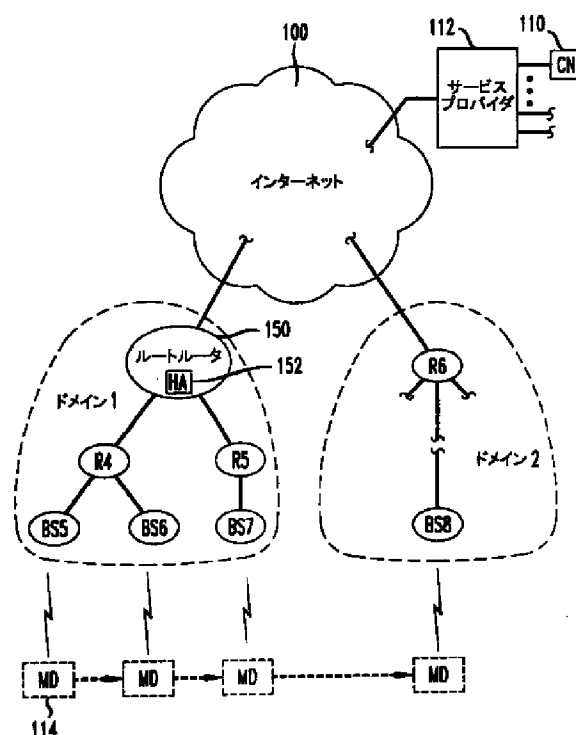 100
112
110
CN
サービス
プロバイダ
インターネット
150
ルートルータ
152
HA
R6
ドメイン1
R4
R5
ドメイン2
BS5
BS6
BS7
BS8
MD
MD
MD
MD
114